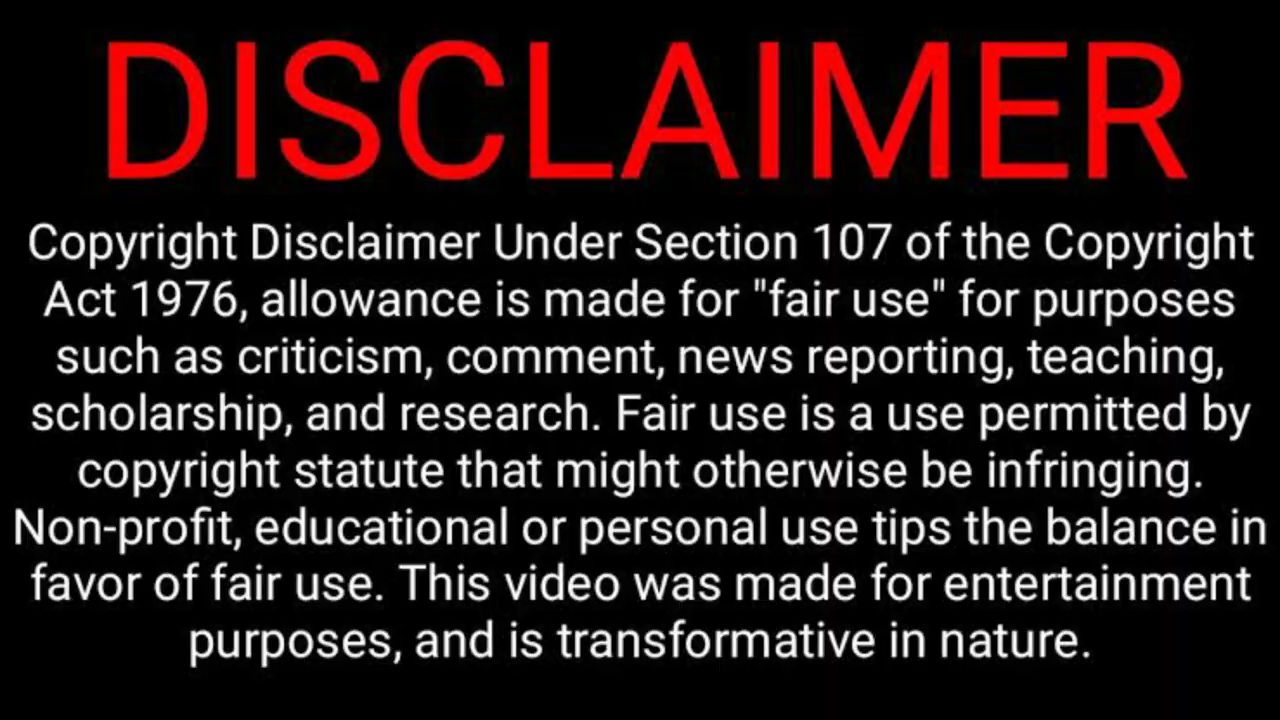 DISCLAIMER
Copyright Disclaimer Under Section 107 of the Copyright
Act 1976, allowance is made for "fair use" for purposes
such as criticism, comment, news reporting, teaching,
scholarship, and research. Fair use is a use permitted by
copyright statute that might otherwise be infringing.
Non-profit, educational or personal use tips the balance in
favor of fair use. This video was made for entertainment
purposes, and is transformative in nature.